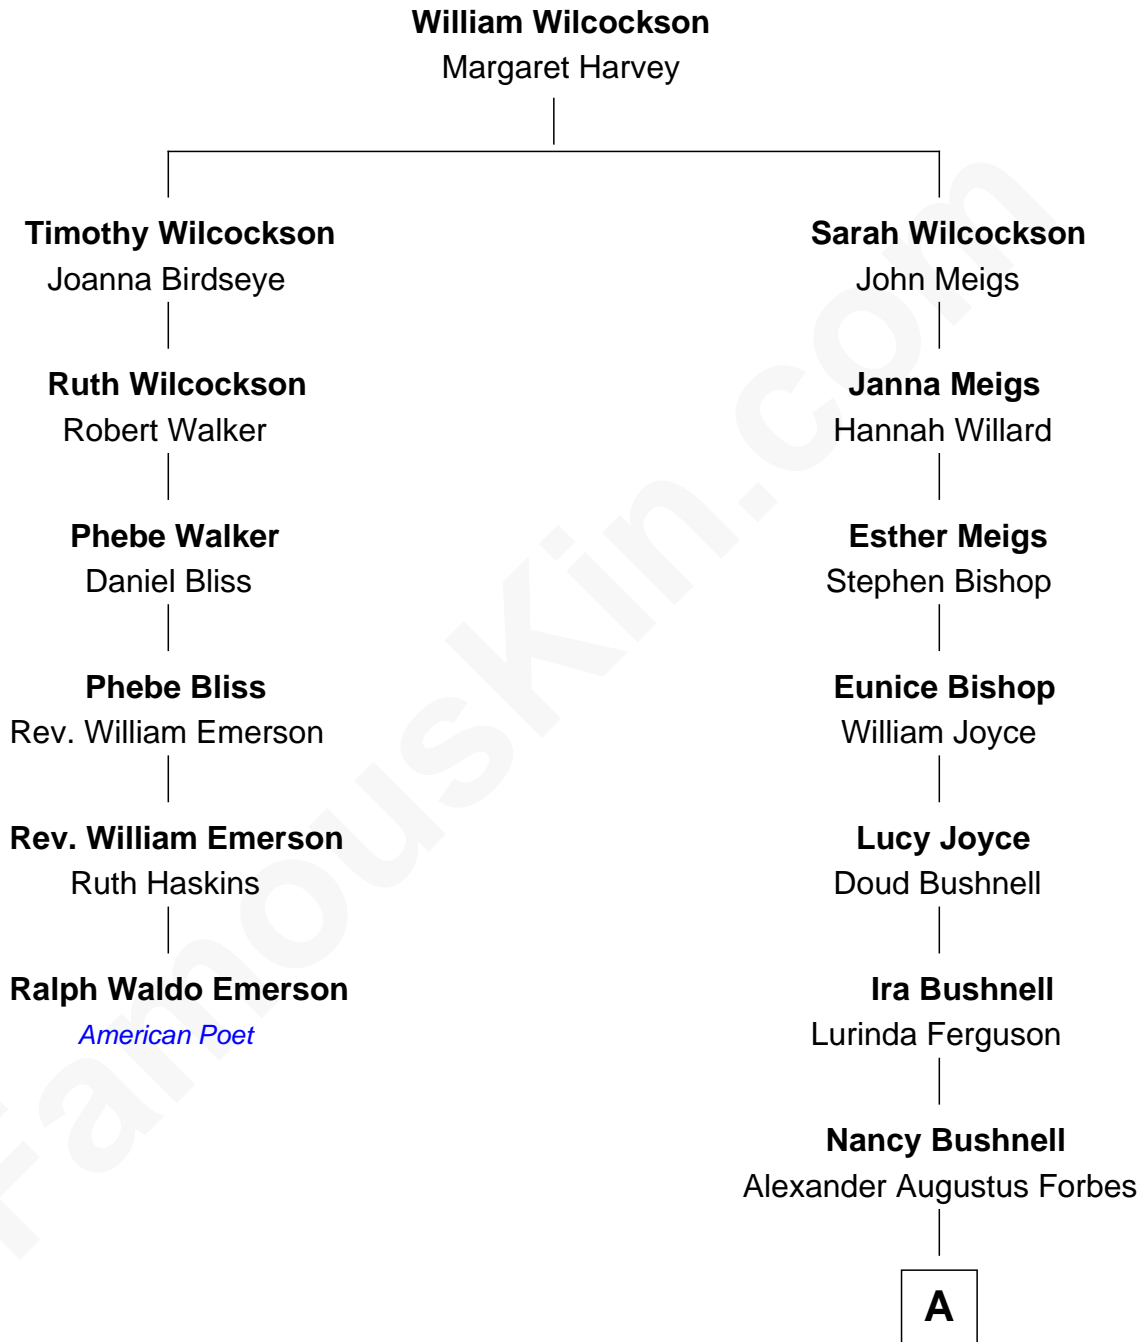 William Wilcockson
Margaret Harvey
Timothy Wilcockson
Joanna Birdseye
Ruth Wilcockson
Robert Walker
Phebe Walker
Daniel Bliss
Phebe Bliss
Rev. William Emerson
Rev. William Emerson
Ruth Haskins
Ralph Waldo Emerson
American Poet
Sarah Wilcockson
John Meigs
Janna Meigs
Hannah Willard
Esther Meigs
Stephen Bishop
Eunice Bishop
William Joyce
Lucy Joyce
Doud Bushnell
Ira Bushnell
Lurinda Ferguson
Nancy Bushnell
Alexander Augustus Forbes
A
FamousKin.com